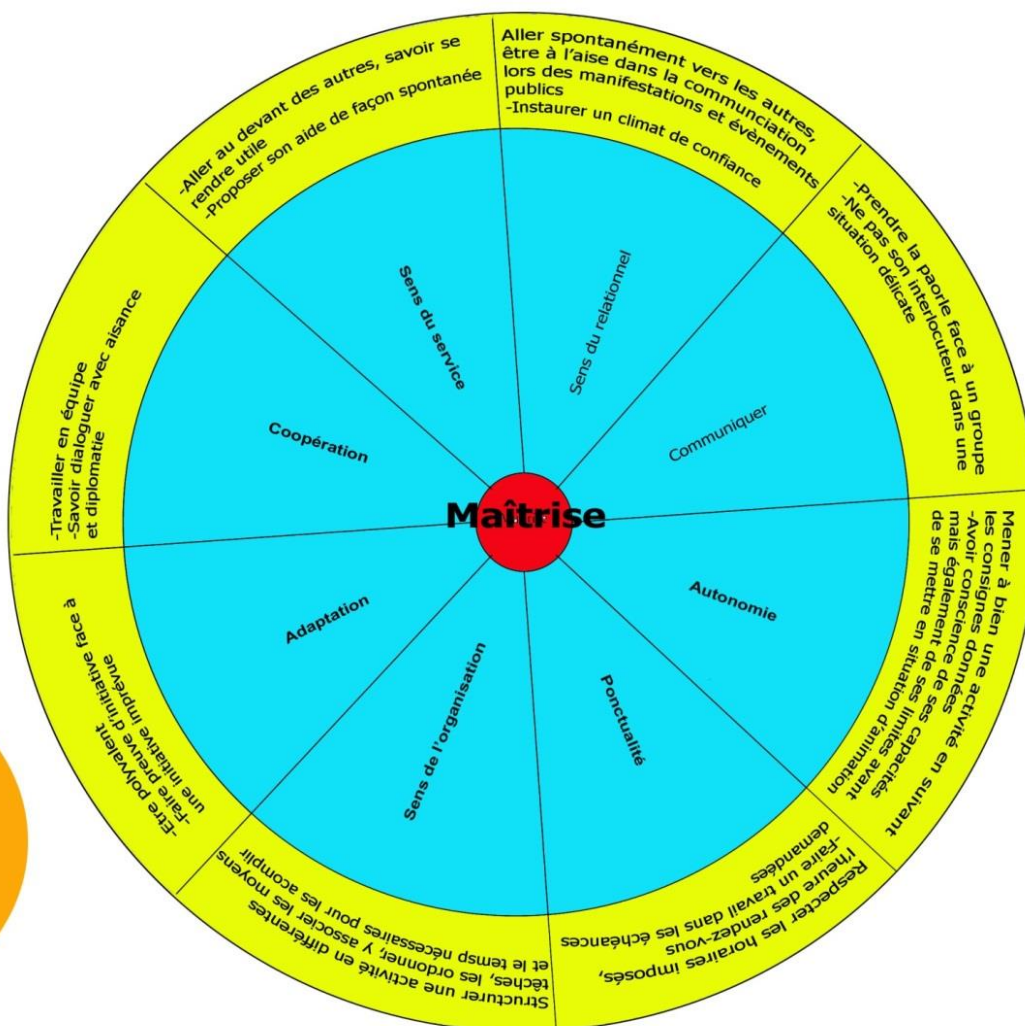 Aller spontanément vers les autres,
être à l'aise dans la communciation
lors des manifestations et évènements
publics
-Instaurer un climat de confiance
-Prendre la paorle face à un groupe
-Ne pas son interlocuteur dans une
situation délicate
Mener à bien une activité en suivant
les consignes données
-Avoir conscience de ses capacités
mais également de ses limites avant
de se mettre en situation d'animation
Respecter les horaires imposés,
l'heure des rendez-vous
-Faire un travail dans les échéances
demandées
Structurer une activité en différentes
têches, les ordonner, y associer les moyens
et le temsp nécessaires pour les acomplir
-Etre polyvalent
-Faire preuve d'initiative face à
une initiative imprévue
-Travailler en équipe
-Savoir dialoguer avec aisance
et diplomatie
-Aller au devant des autres, savoir se
rendre utile
-Proposer son aide de façon spontanée
Sens du relationnel
Communiquer
Autonomie
Ponctualité
Sens de l'organisation
Adaptation
Coopération
Sens du service
Maîtrise